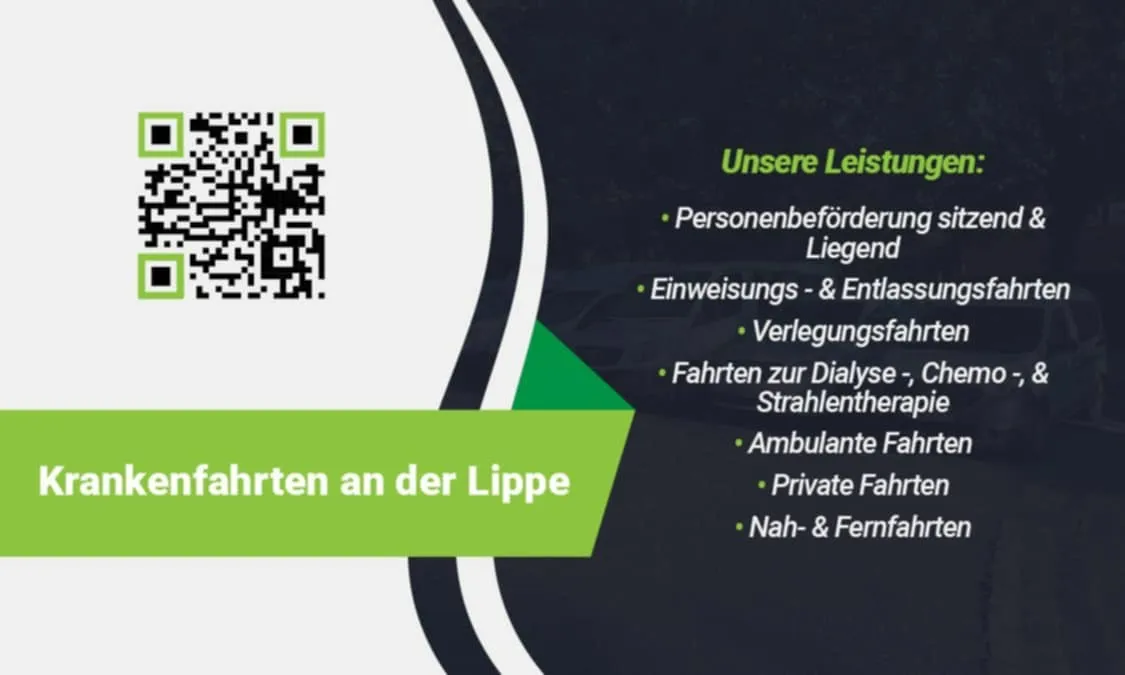 Unsere Leistungen:
• Personenbeförderung sitzend &
Liegend
• Einweisungs - & Entlassungsfahrten
• Verlegungsfahrten
• Fahrten zur Dialyse -, Chemo -, &
Strahlentherapie
• Ambulante Fahrten
• Private Fahrten
• Nah- & Fernfahrten
Krankenfahrten an der Lippe